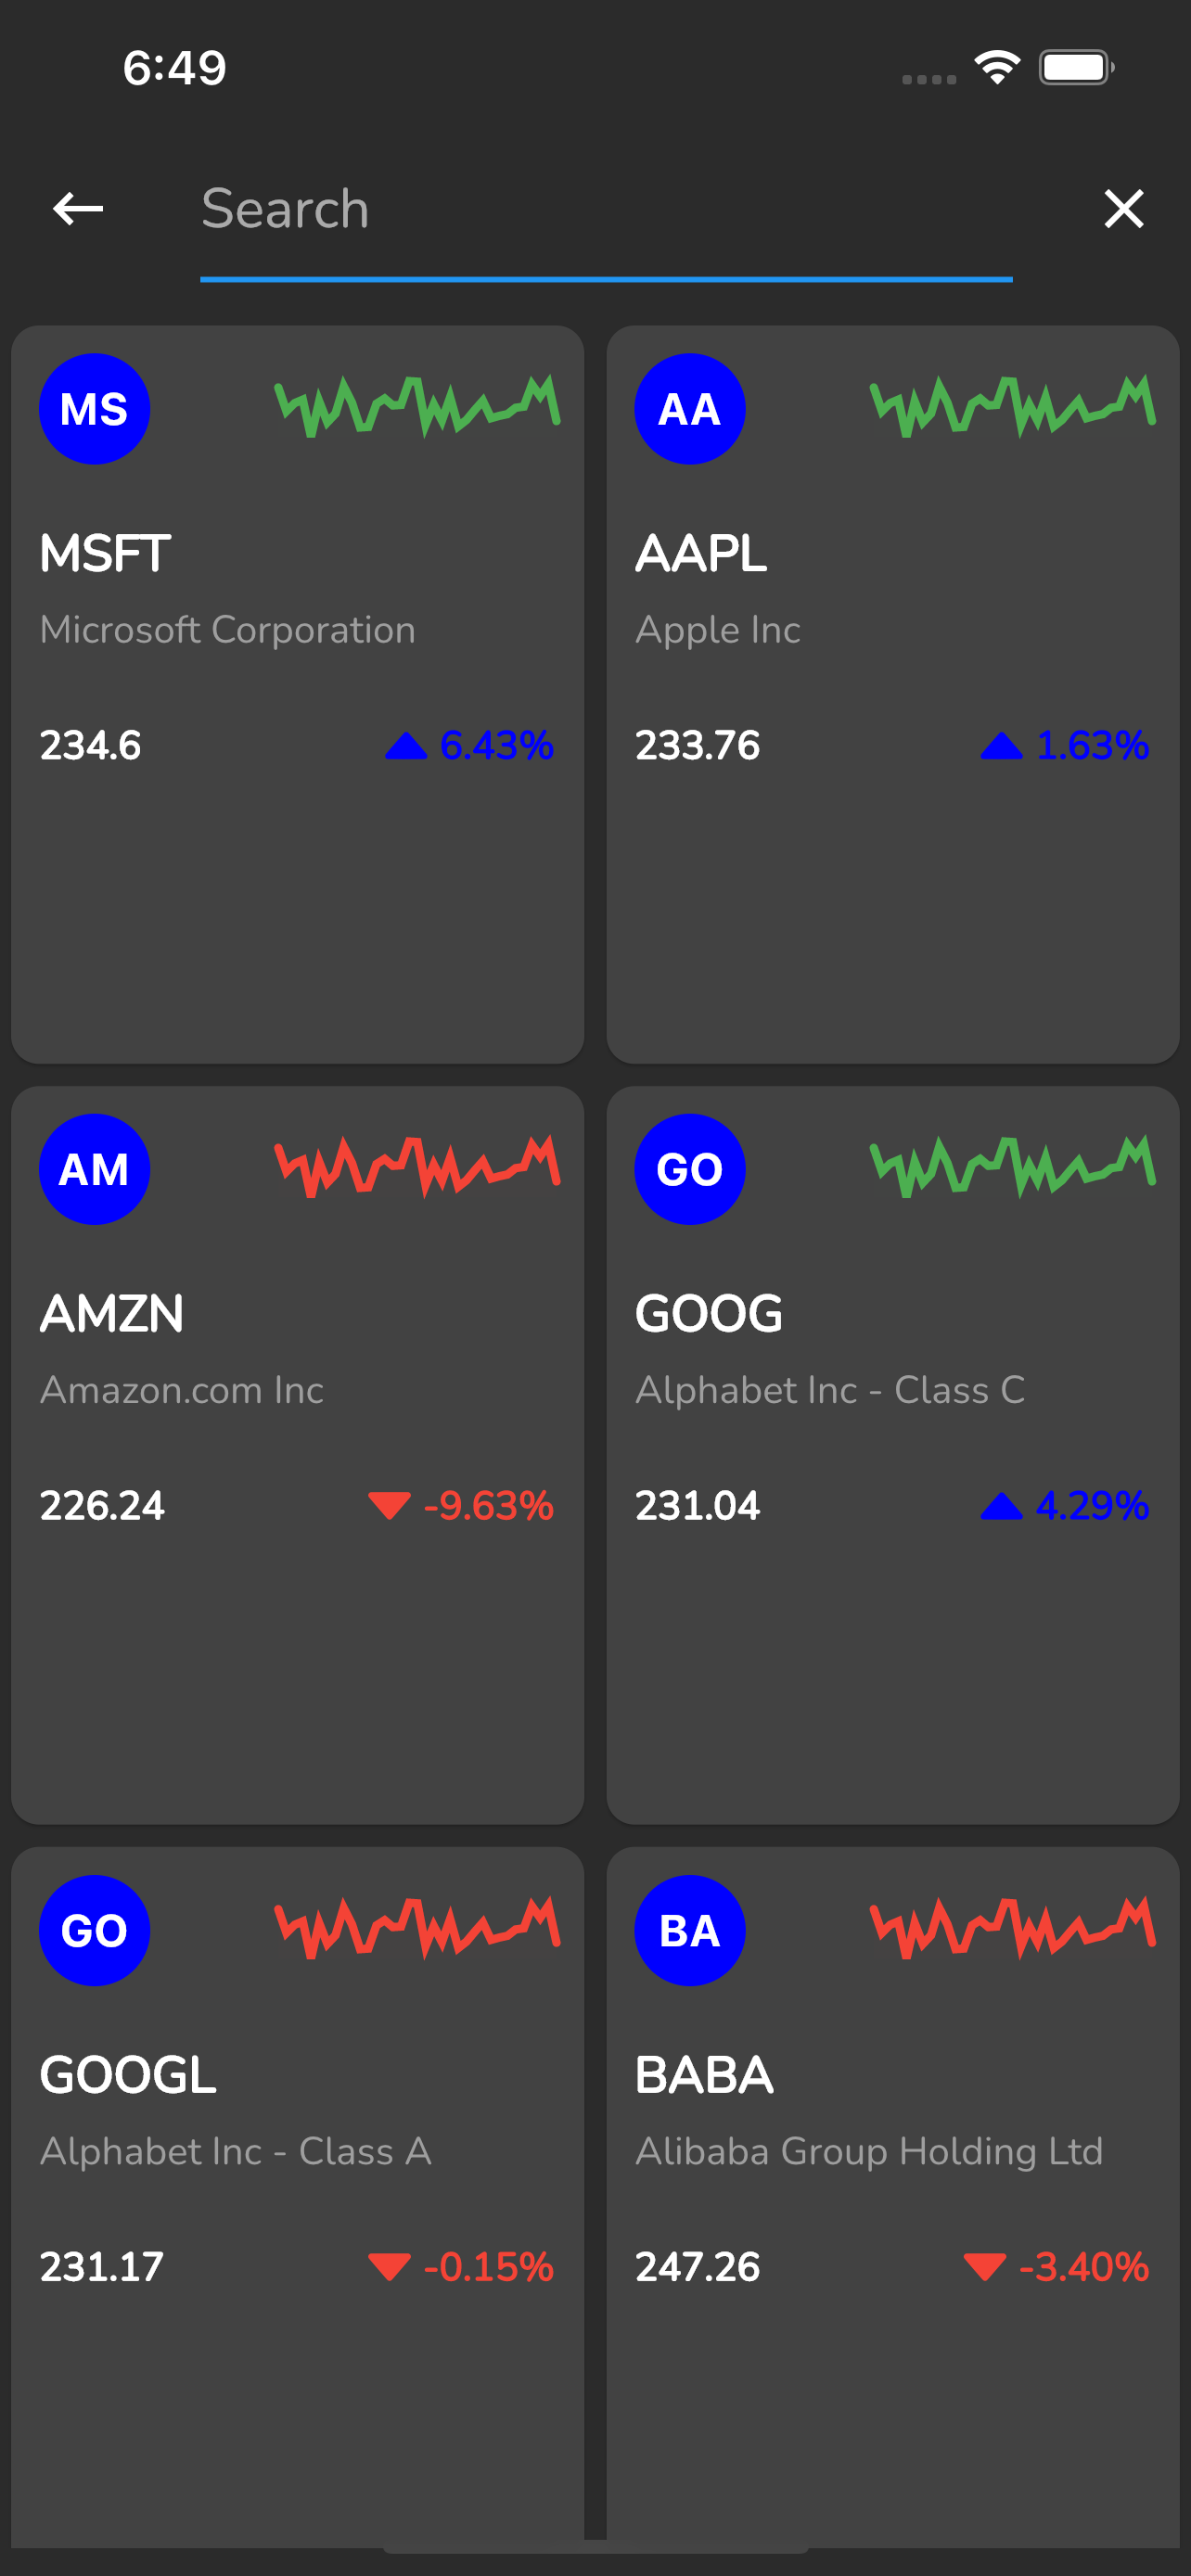 6:49
Search
MS
MSFT
Microsoft Corporation
234.6 6.43%
AA
AAPL
Apple Inc
233.76 1.63%
AM
AMZN
Amazon.com Inc
226.24 -9.63%
GO
GOOG
Alphabet Inc - Class C
231.04 4.29%
GO
GOOGL
Alphabet Inc - Class A
231.17 -0.15%
BA
BABA
Alibaba Group Holding Ltd
247.26 -3.40%